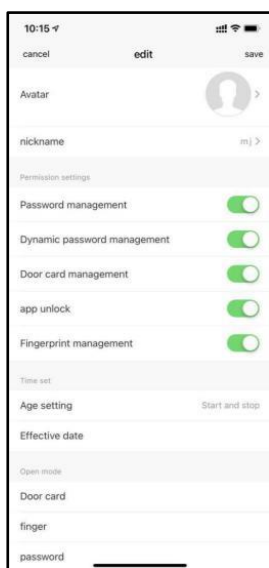 10:15
cancel edit save
Avatar
nickname mj
Permission settings
Password management
Dynamic password management
Door card management
app unlock
Fingerprint management
Time set
Age setting Start and stop
Effective date
Open mode
Door card
finger
password